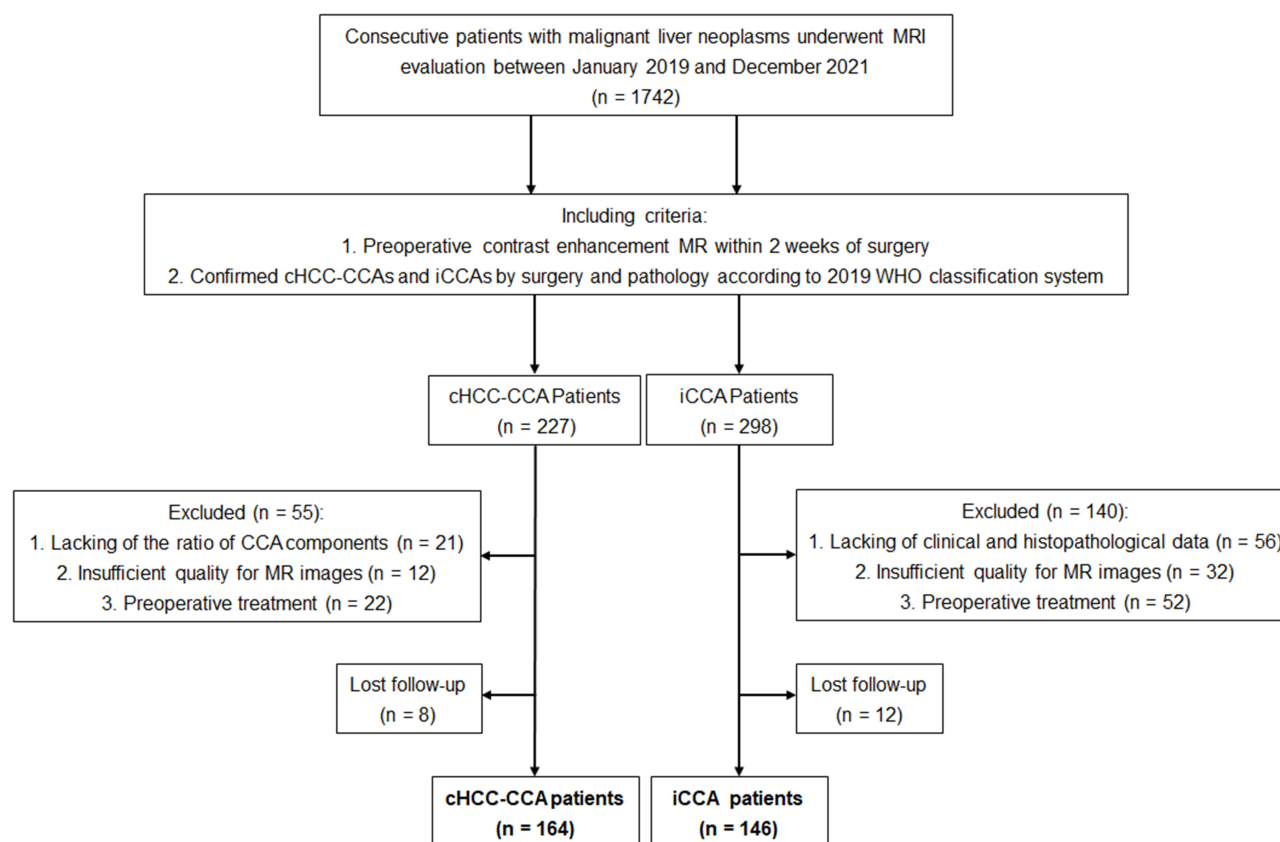 Consecutive patients with malignant liver neoplasms underwent MRI
evaluation between January 2019 and December 2021
(n = 1742)
Including criteria:
1. Preoperative contrast enhancement MR within 2 weeks of surgery
2. Confirmed cHCC-CCAs and iCCAs by surgery and pathology according to 2019 WHO classification system
cHCC-CCA Patients
(n = 227)
iCCA Patients
(n = 298)
Excluded (n = 55):
1. Lacking of the ratio of CCA components (n = 21)
2. Insufficient quality for MR images (n = 12)
3. Preoperative treatment (n = 22)
Excluded (n = 140):
1. Lacking of clinical and histopathological data (n = 56)
2. Insufficient quality for MR images (n = 32)
3. Preoperative treatment (n = 52)
Lost follow-up
(n = 8)
Lost follow-up
(n = 12)
cHCC-CCA patients
(n = 164)
iCCA patients
(n = 146)